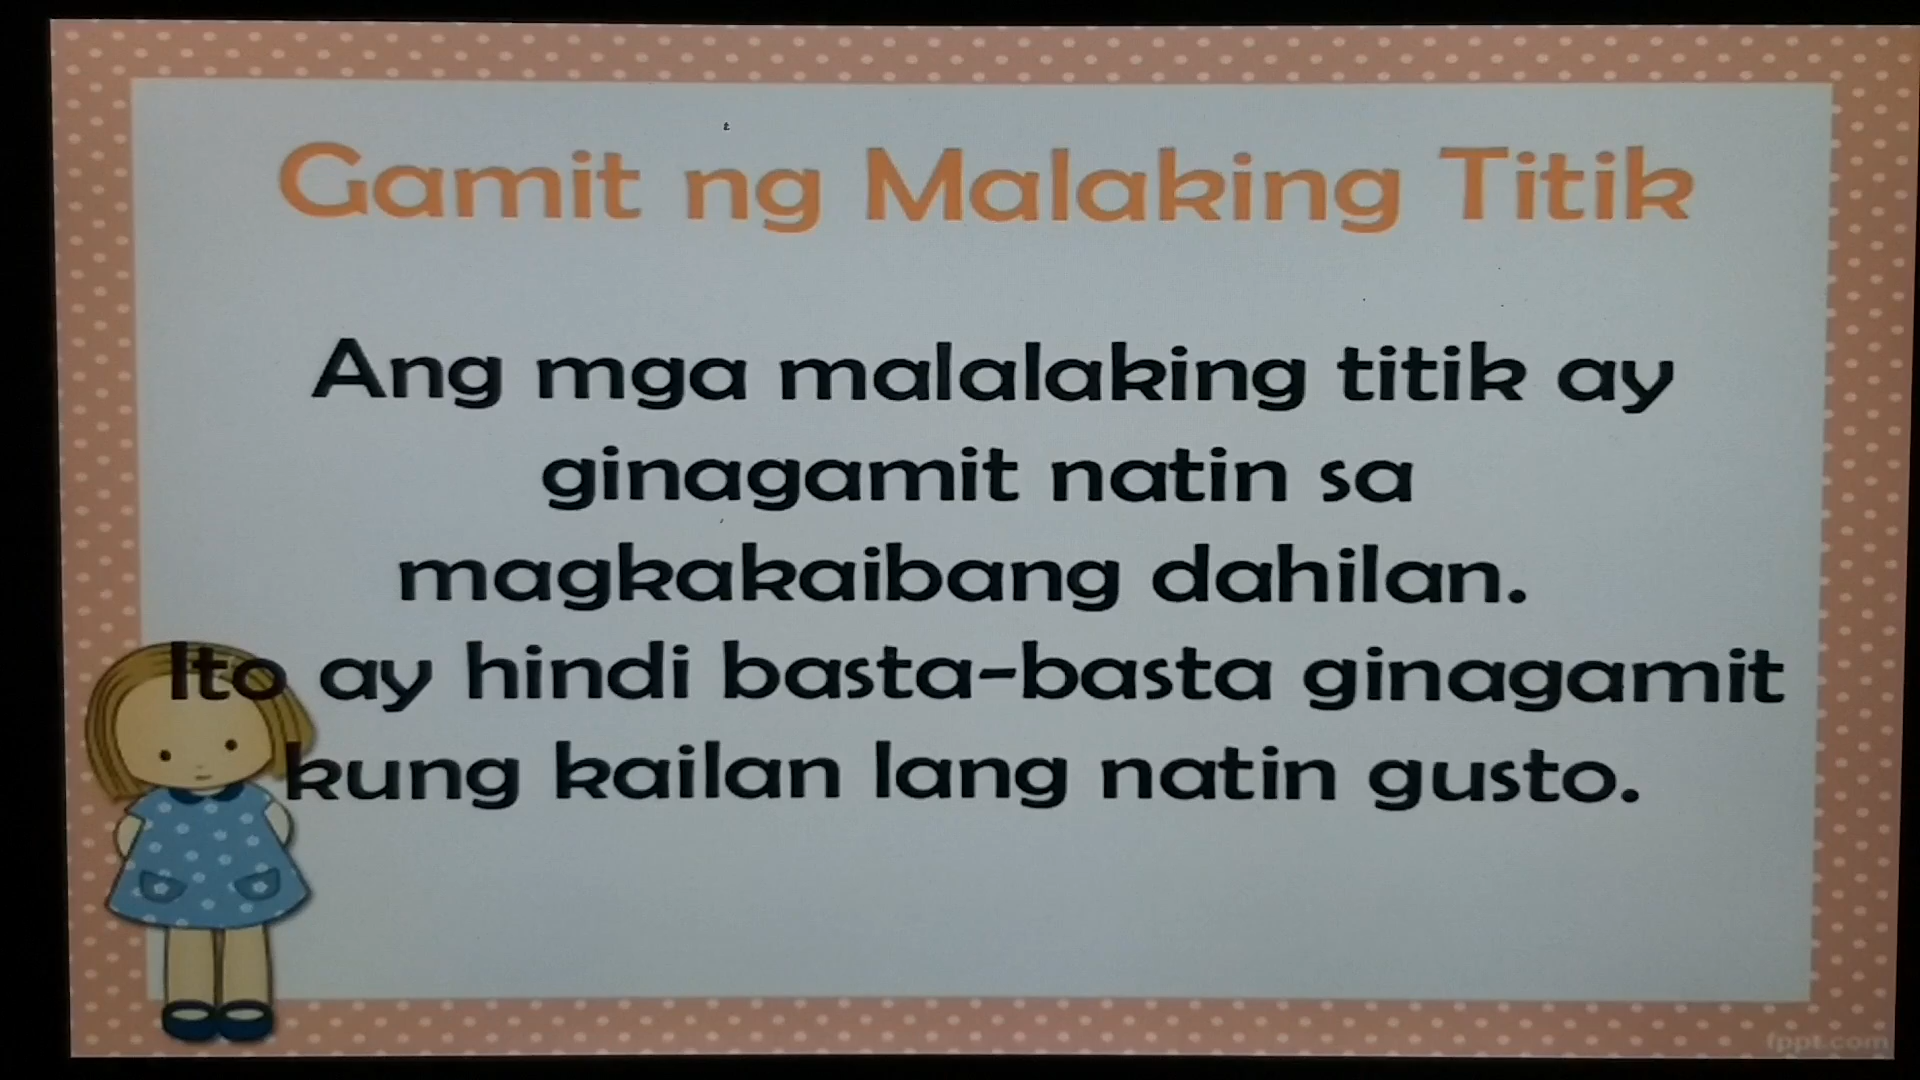 Gamit ng Malaking Titik
Ang mga malalaking titik ay
ginagamit natin sa
magkakaibang dahilan.
Ito ay hindi basta-basta ginagamit
kung kailan lang natin gusto.
fppt.com